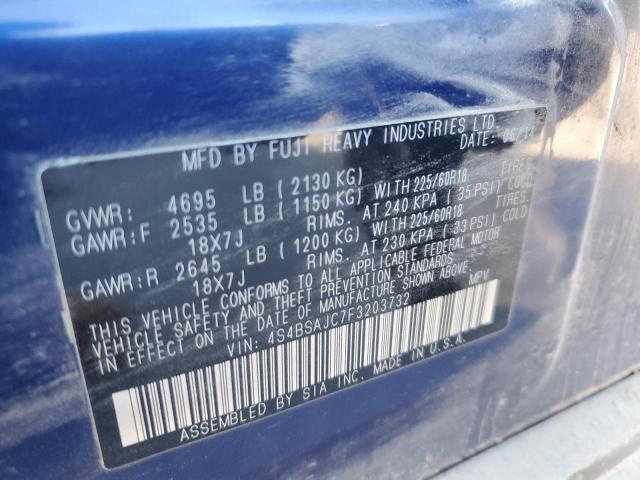 MFD BY FUJI HEAVY INDUSTRIES LTD.
DATE: 06/14
GVWR: 4695 LB (2130 KG)
GAWR:F 2535 LB (1150 KG) WITH 225/60R18 TIRES
18X7J RIMS. AT 240 KPA (35 PSI) COLD
GAWR:R 2645 LB (1200 KG) WITH 225/60R18 TIRES
18X7J RIMS. AT 230 KPA (33 PSI) COLD
THIS VEHICLE CONFORMS TO ALL APPLICABLE FEDERAL MOTOR
VEHICLE SAFETY AND THEFT PREVENTION STANDARDS
IN EFFECT ON THE DATE OF MANUFACTURE SHOWN ABOVE.
VIN: 4S4BSAJC7F3203732 MPV
ASSEMBLED BY SIA INC. MADE IN U.S.A.